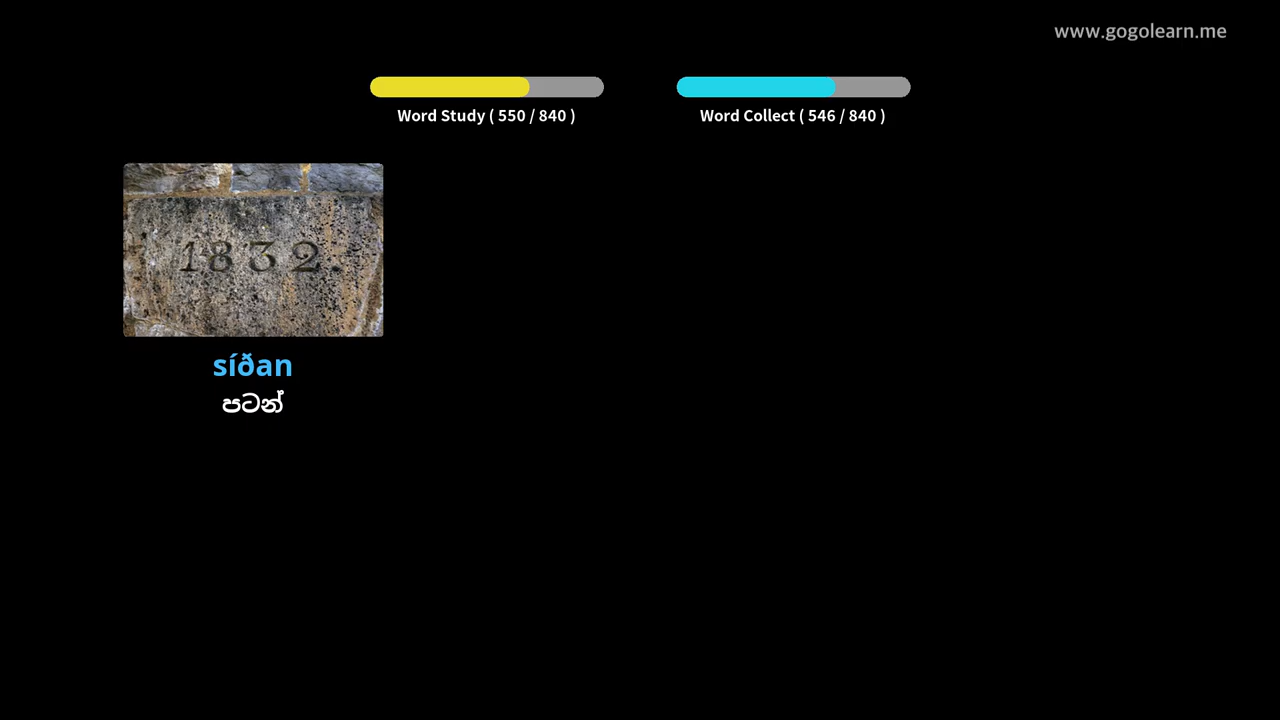 www.gogolearn.me
Word Study ( 550 / 840 )
Word Collect ( 546 / 840 )
1832.
síðan
පටන්